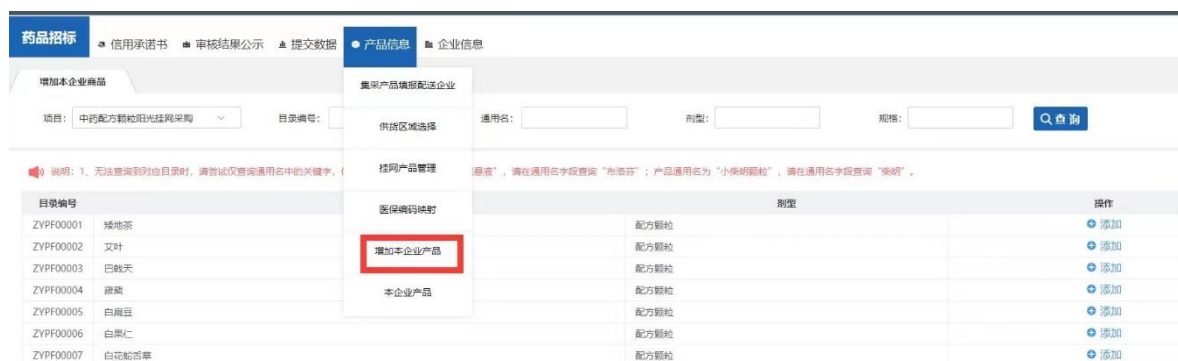 药品招标 信用承诺书 审核结果公示 提交数据 产品信息 企业信息
增加本企业商品
集采产品填报配送企业
项目： 中药配方颗粒阳光挂网采购 目录编号： 通用名： 剂型： 规格： 查询
供货区域选择
挂网产品管理
说明：1、无法查询到对应目录时，请尝试仅查询通用名中的关键字， 悬液”，请在通用名字段查询“布洛芬”；产品通用名为“小柴胡颗粒”，请在通用名字段查询“柴胡”。
医保编码映射
目录编号 剂型 操作
ZYPF00001 矮地茶 配方颗粒 添加
ZYPF00002 艾叶 配方颗粒 添加
增加本企业产品
ZYPF00003 巴戟天 配方颗粒 添加
ZYPF00004 配方颗粒 添加
本企业产品
ZYPF00005 白扁豆 配方颗粒 添加
ZYPF00006 白果仁 配方颗粒 添加
ZYPF00007 白花蛇舌草 配方颗粒 添加